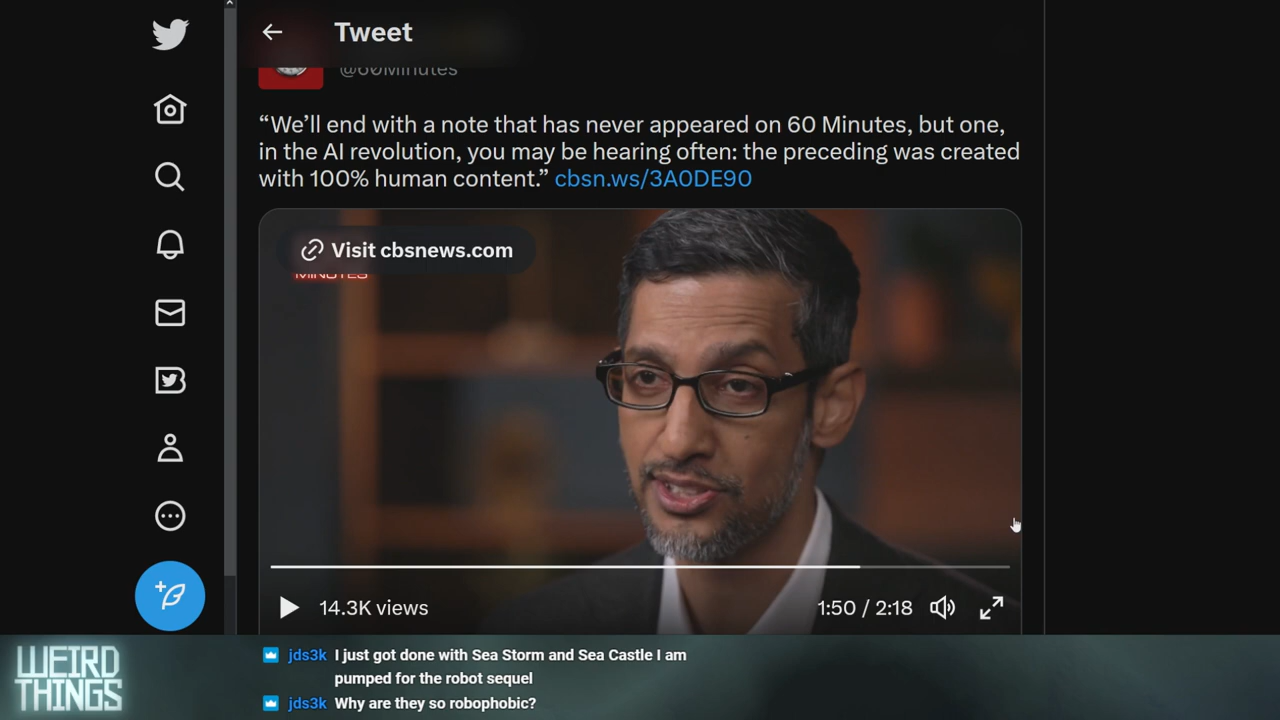 Tweet
@60Minutes
“We’ll end with a note that has never appeared on 60 Minutes, but one,
in the AI revolution, you may be hearing often: the preceding was created
with 100% human content.” cbsn.ws/3A0DE90
Visit cbsnews.com
MINUTES
14.3K views
1:50 / 2:18
WEIRD
THINGS
jds3k I just got done with Sea Storm and Sea Castle I am
pumped for the robot sequel
jds3k Why are they so robophobic?